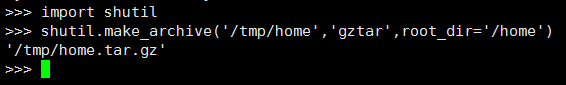 >>> import shutil
>>> shutil.make_archive('/tmp/home','gztar',root_dir='/home')
'/tmp/home.tar.gz'
>>>